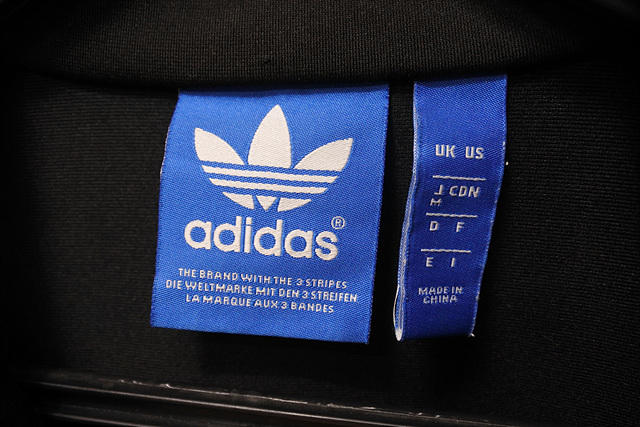 adidas®
THE BRAND WITH THE 3 STRIPES
DIE WELTMARKE MIT DEN 3 STREIFEN
LA MARQUE AUX 3 BANDES
UK US
J CDN
M
D F
E I
MADE IN
CHINA